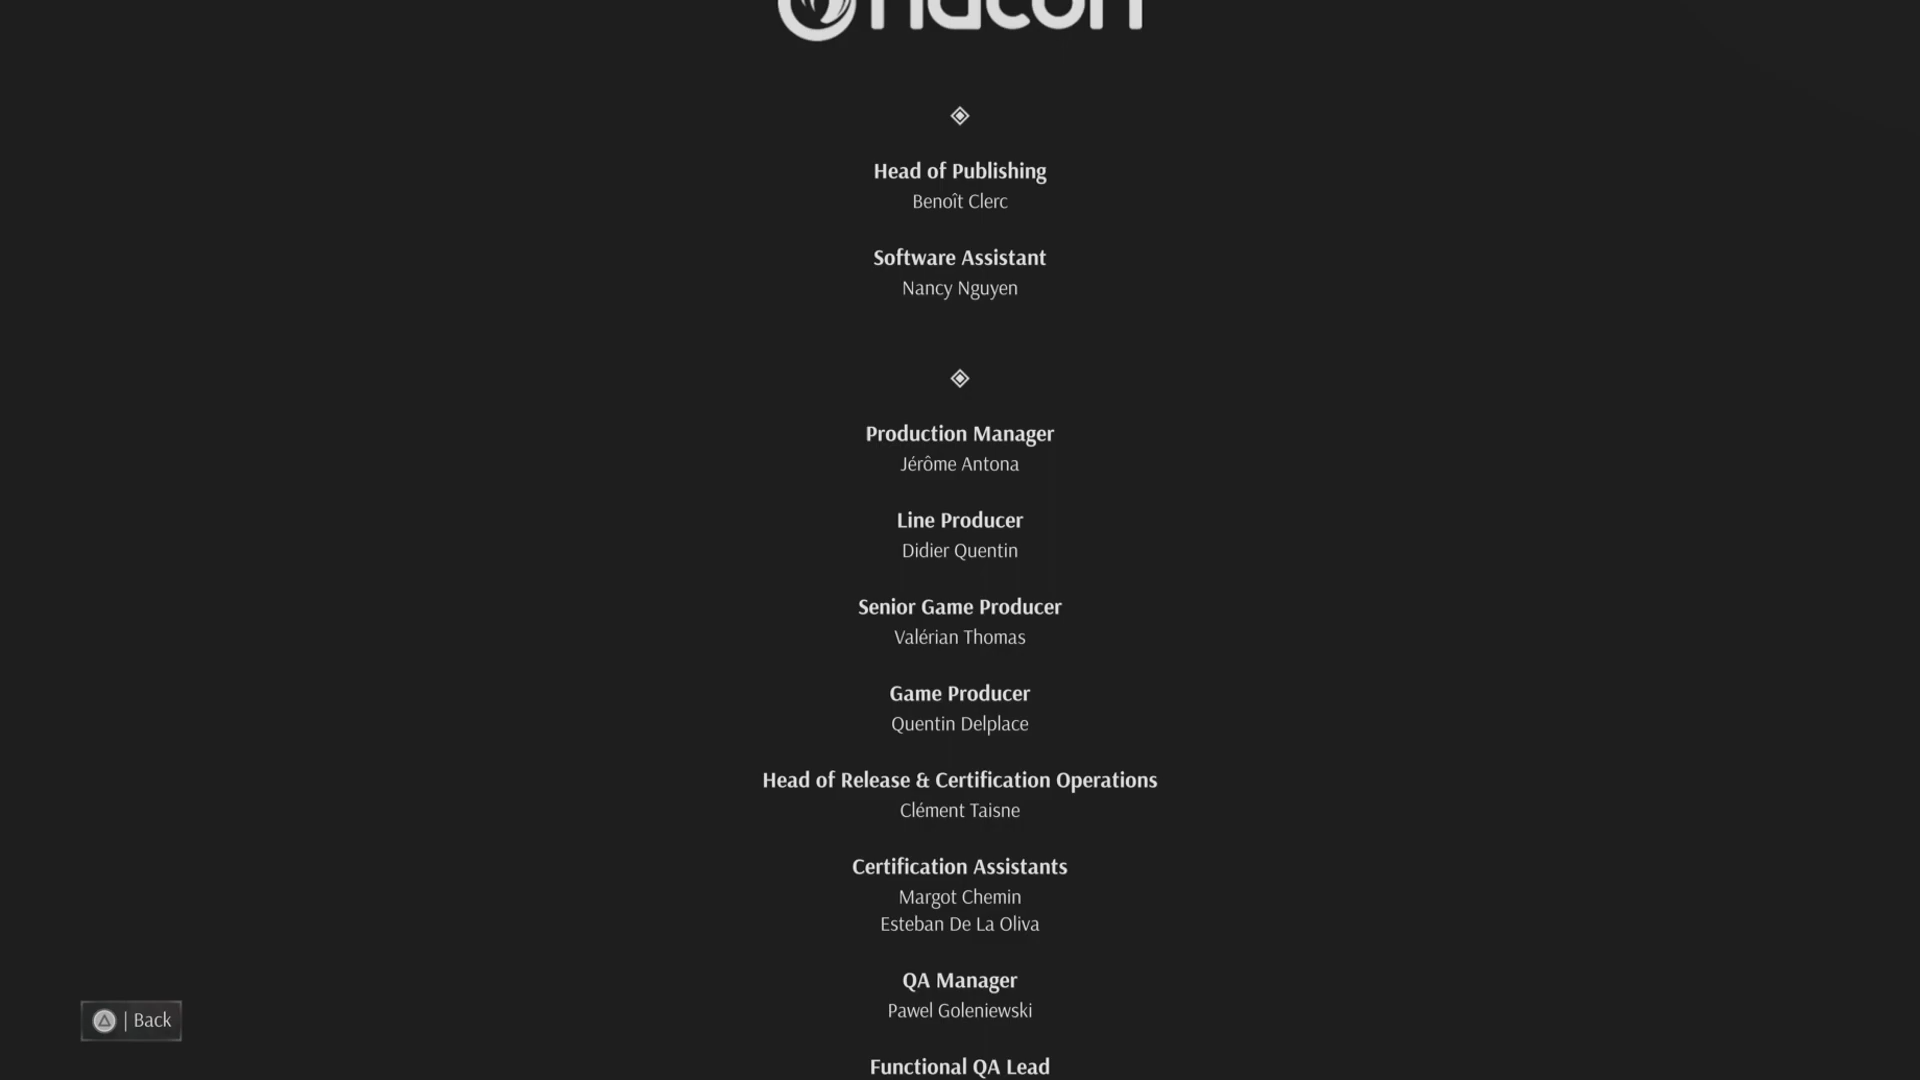 nacon
Head of Publishing
Benoît Clerc
Software Assistant
Nancy Nguyen
Production Manager
Jérôme Antona
Line Producer
Didier Quentin
Senior Game Producer
Valérian Thomas
Game Producer
Quentin Delplace
Head of Release & Certification Operations
Clément Taisne
Certification Assistants
Margot Chemin
Esteban De La Oliva
QA Manager
Pawel Goleniewski
| Back
Functional QA Lead